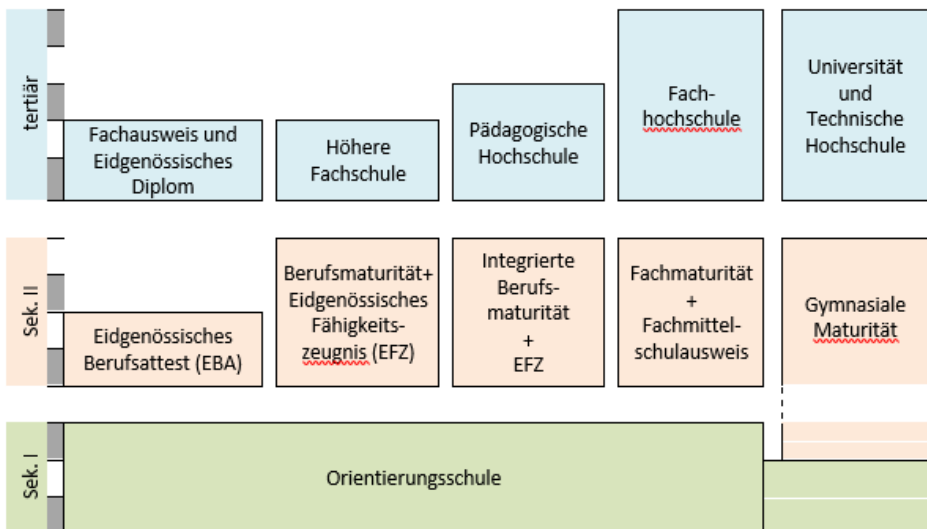 tertiär
Fachausweis und
Eidgenössisches
Diplom
Höhere
Fachschule
Pädagogische
Hochschule
Fach-
hochschule
Universität
und
Technische
Hochschule
Sek. II
Eidgenössisches
Berufsattest (EBA)
Berufsmaturität+
Eidgenössisches
Fähigkeits-
zeugnis (EFZ)
Integrierte
Berufs-
maturität
+
EFZ
Fachmaturität
+
Fachmittel-
schulausweis
Gymnasiale
Maturität
Sek. I
Orientierungsschule